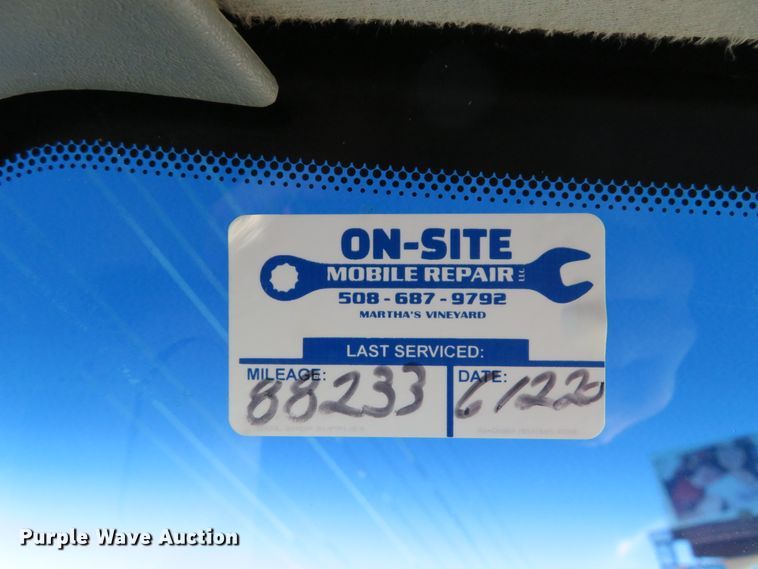 ON-SITE
MOBILE REPAIR LLC
508-687-9792
MARTHA'S VINEYARD
LAST SERVICED:
MILEAGE: DATE:
88233 6/22
Purple Wave Auction